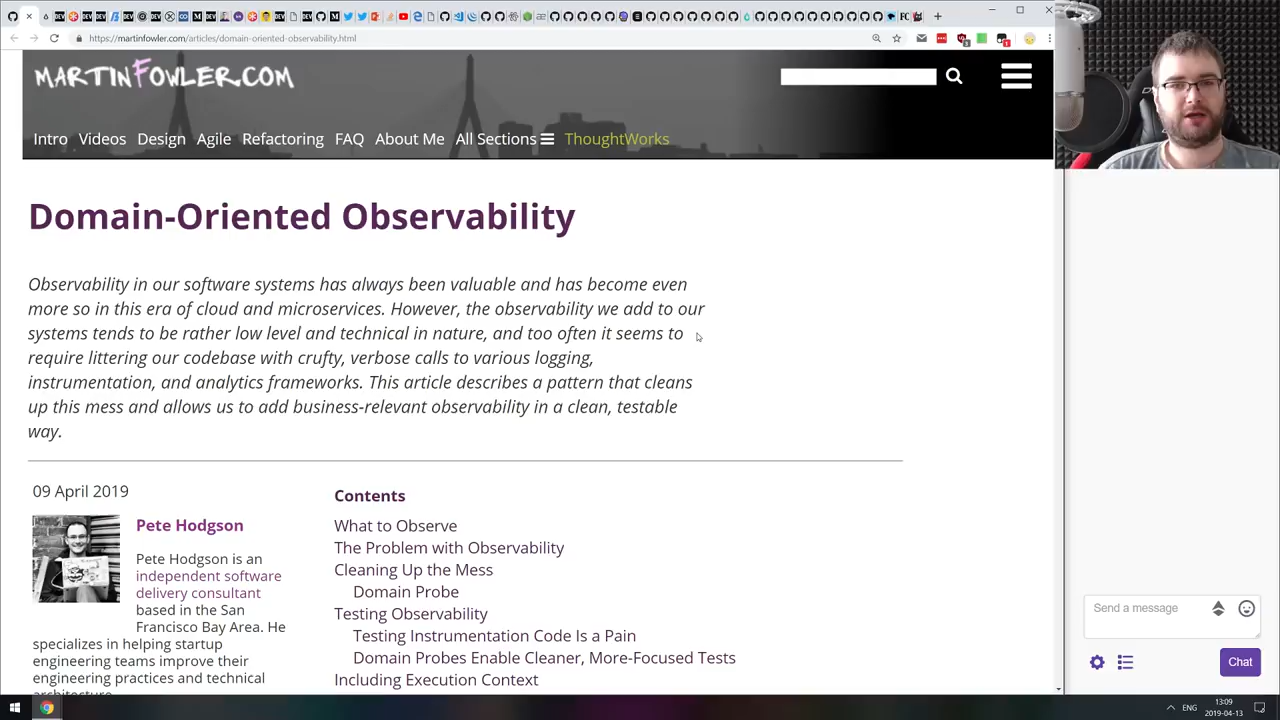 https://martinfowler.com/articles/domain-oriented-observability.html
MARTINFOWLER.COM
Intro Videos Design Agile Refactoring FAQ About Me All Sections ThoughtWorks
Domain-Oriented Observability
Observability in our software systems has always been valuable and has become even
more so in this era of cloud and microservices. However, the observability we add to our
systems tends to be rather low level and technical in nature, and too often it seems to
require littering our codebase with crufty, verbose calls to various logging,
instrumentation, and analytics frameworks. This article describes a pattern that cleans
up this mess and allows us to add business-relevant observability in a clean, testable
way.
09 April 2019
Pete Hodgson
Pete Hodgson is an
independent software
delivery consultant
based in the San
Francisco Bay Area. He
specializes in helping startup
engineering teams improve their
engineering practices and technical
architecture.
Contents
What to Observe
The Problem with Observability
Cleaning Up the Mess
Domain Probe
Testing Observability
Testing Instrumentation Code Is a Pain
Domain Probes Enable Cleaner, More-Focused Tests
Including Execution Context
Send a message
Chat
ENG
13:09
2019-04-13